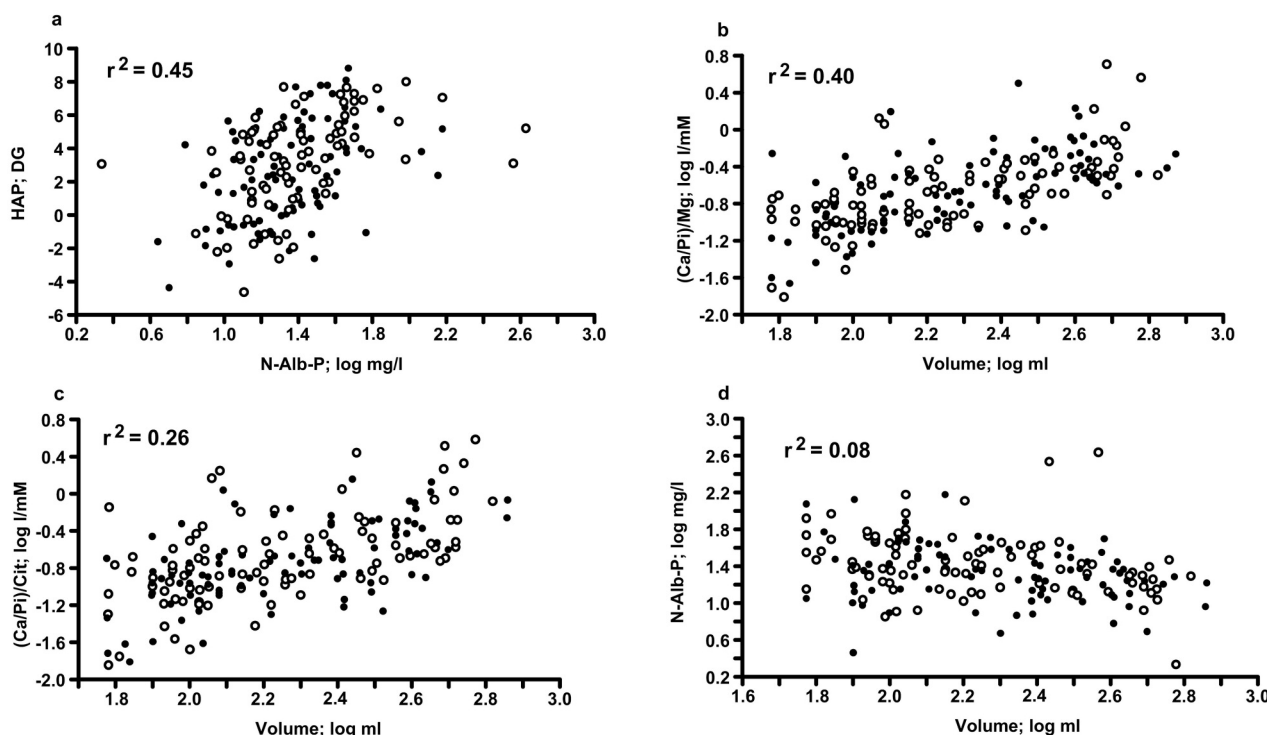 a
r² = 0.45
HAP; DG
10
8
6
4
2
0
-2
-4
-6
0.2 0.6 1.0 1.4 1.8 2.2 2.6 3.0
N-Alb-P; log mg/l
b
r² = 0.40
(Ca/Pi)/Mg; log l/mM
0.8
0.4
0
-0.4
-0.8
-1.2
-1.6
-2.0
1.8 2.0 2.2 2.4 2.6 2.8 3.0
Volume; log ml
c
r² = 0.26
(Ca/Pi)/Cit; log l/mM
0.8
0.4
0
-0.4
-0.8
-1.2
-1.6
-2.0
1.8 2.0 2.2 2.4 2.6 2.8 3.0
Volume; log ml
d
r² = 0.08
N-Alb-P; log mg/l
3.0
2.6
2.2
1.8
1.4
1.0
0.6
0.2
1.6 1.8 2.0 2.2 2.4 2.6 2.8 3.0
Volume; log ml